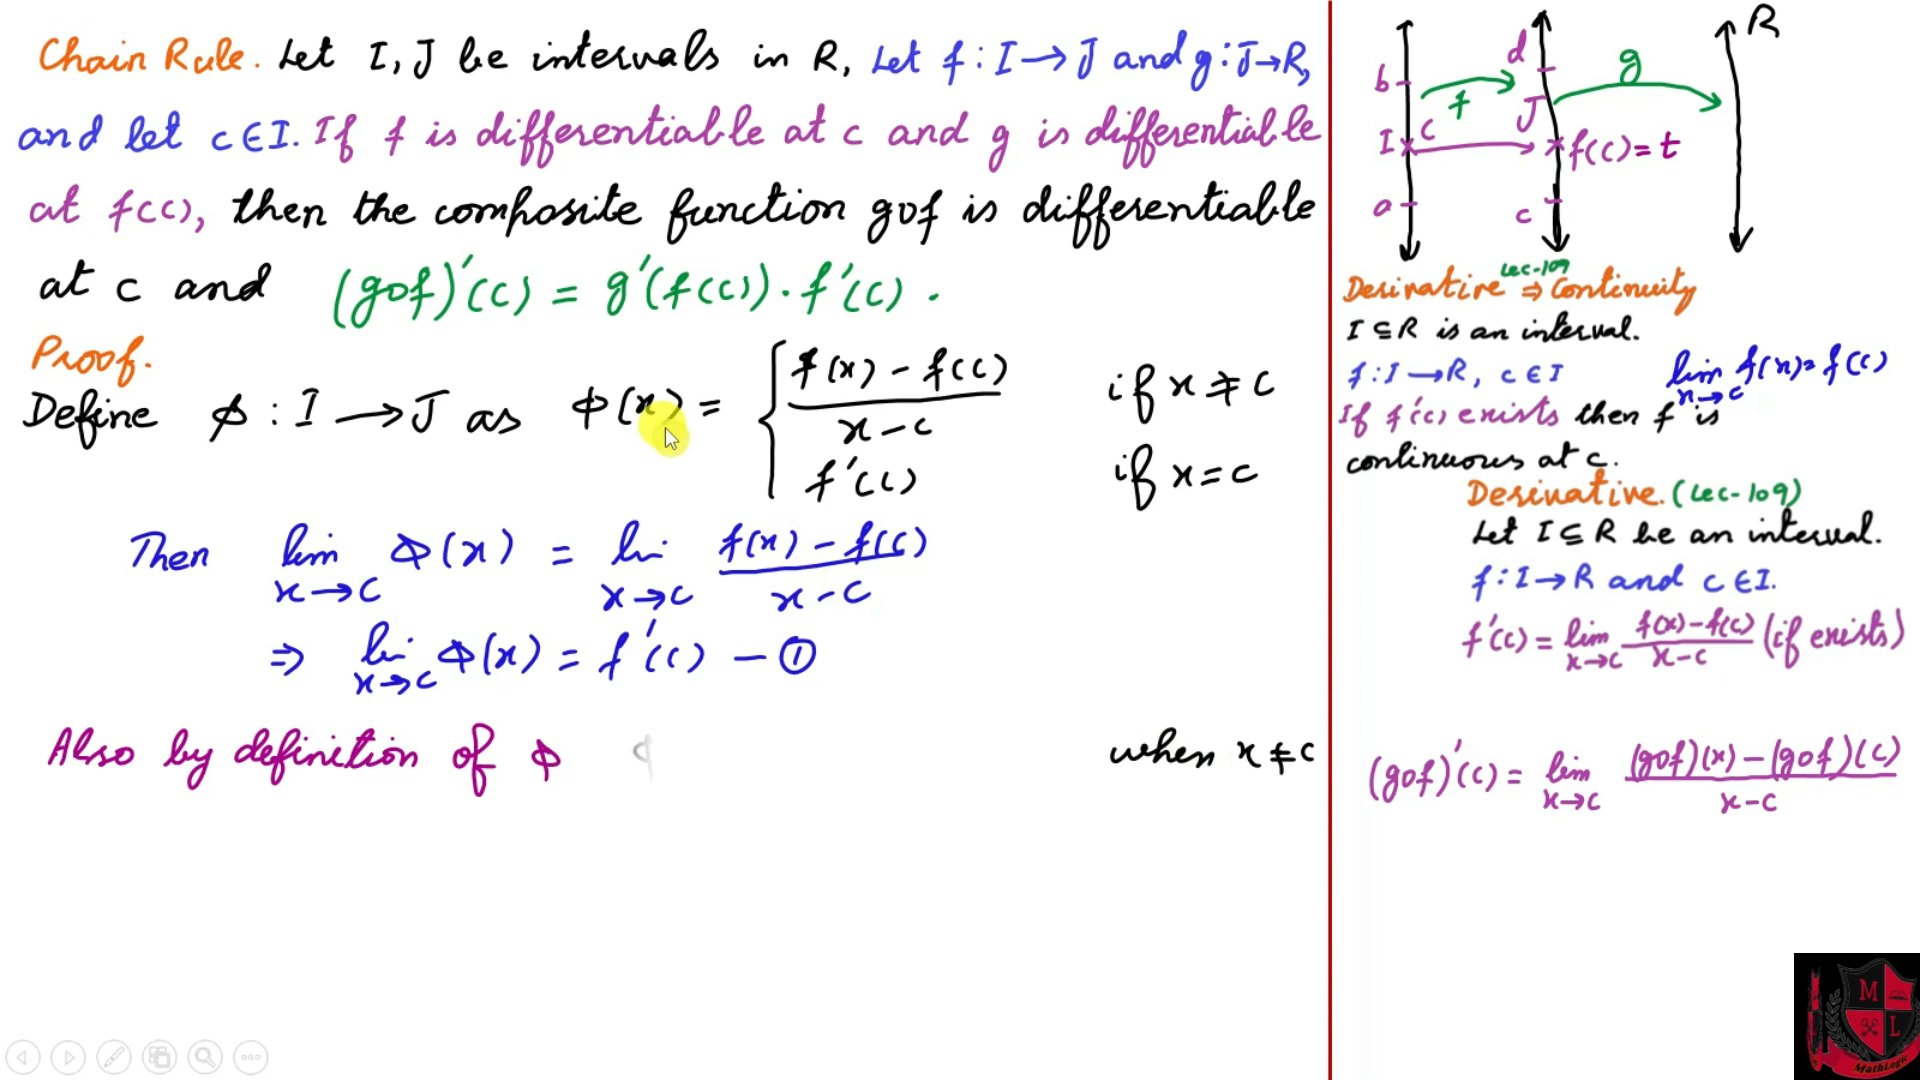 Chain Rule. Let I, J be intervals in R, Let f : I → J and g : J → R,
and let c ∈ I. If f is differentiable at c and g is differentiable
at f(c), then the composite function gof is differentiable
at c and (gof)'(c) = g'(f(c)) · f'(c) .
Proof.
Define ϕ : I → J as ϕ(x) = { f(x) - f(c) / x - c if x ≠ c
f'(c) if x = c
Then lim x→c ϕ(x) = lim x→c f(x) - f(c) / x - c
⇒ lim x→c ϕ(x) = f'(c) — ①
Also by definition of ϕ when x ≠ c
R
b
I
a
c
f
d
J
c
g
f(c) = t
Lec-109
Derivative ⇒ Continuity
I ⊆ R is an interval.
f : I → R, c ∈ I
lim x→c f(x) = f(c)
If f'(c) exists then f is
continuous at c.
Derivative. (Lec-109)
Let I ⊆ R be an interval.
f : I → R and c ∈ I.
f'(c) = lim x→c f(x) - f(c) / x - c (if exists)
(gof)'(c) = lim x→c (gof)(x) - (gof)(c) / x - c
M
L
MathLogic